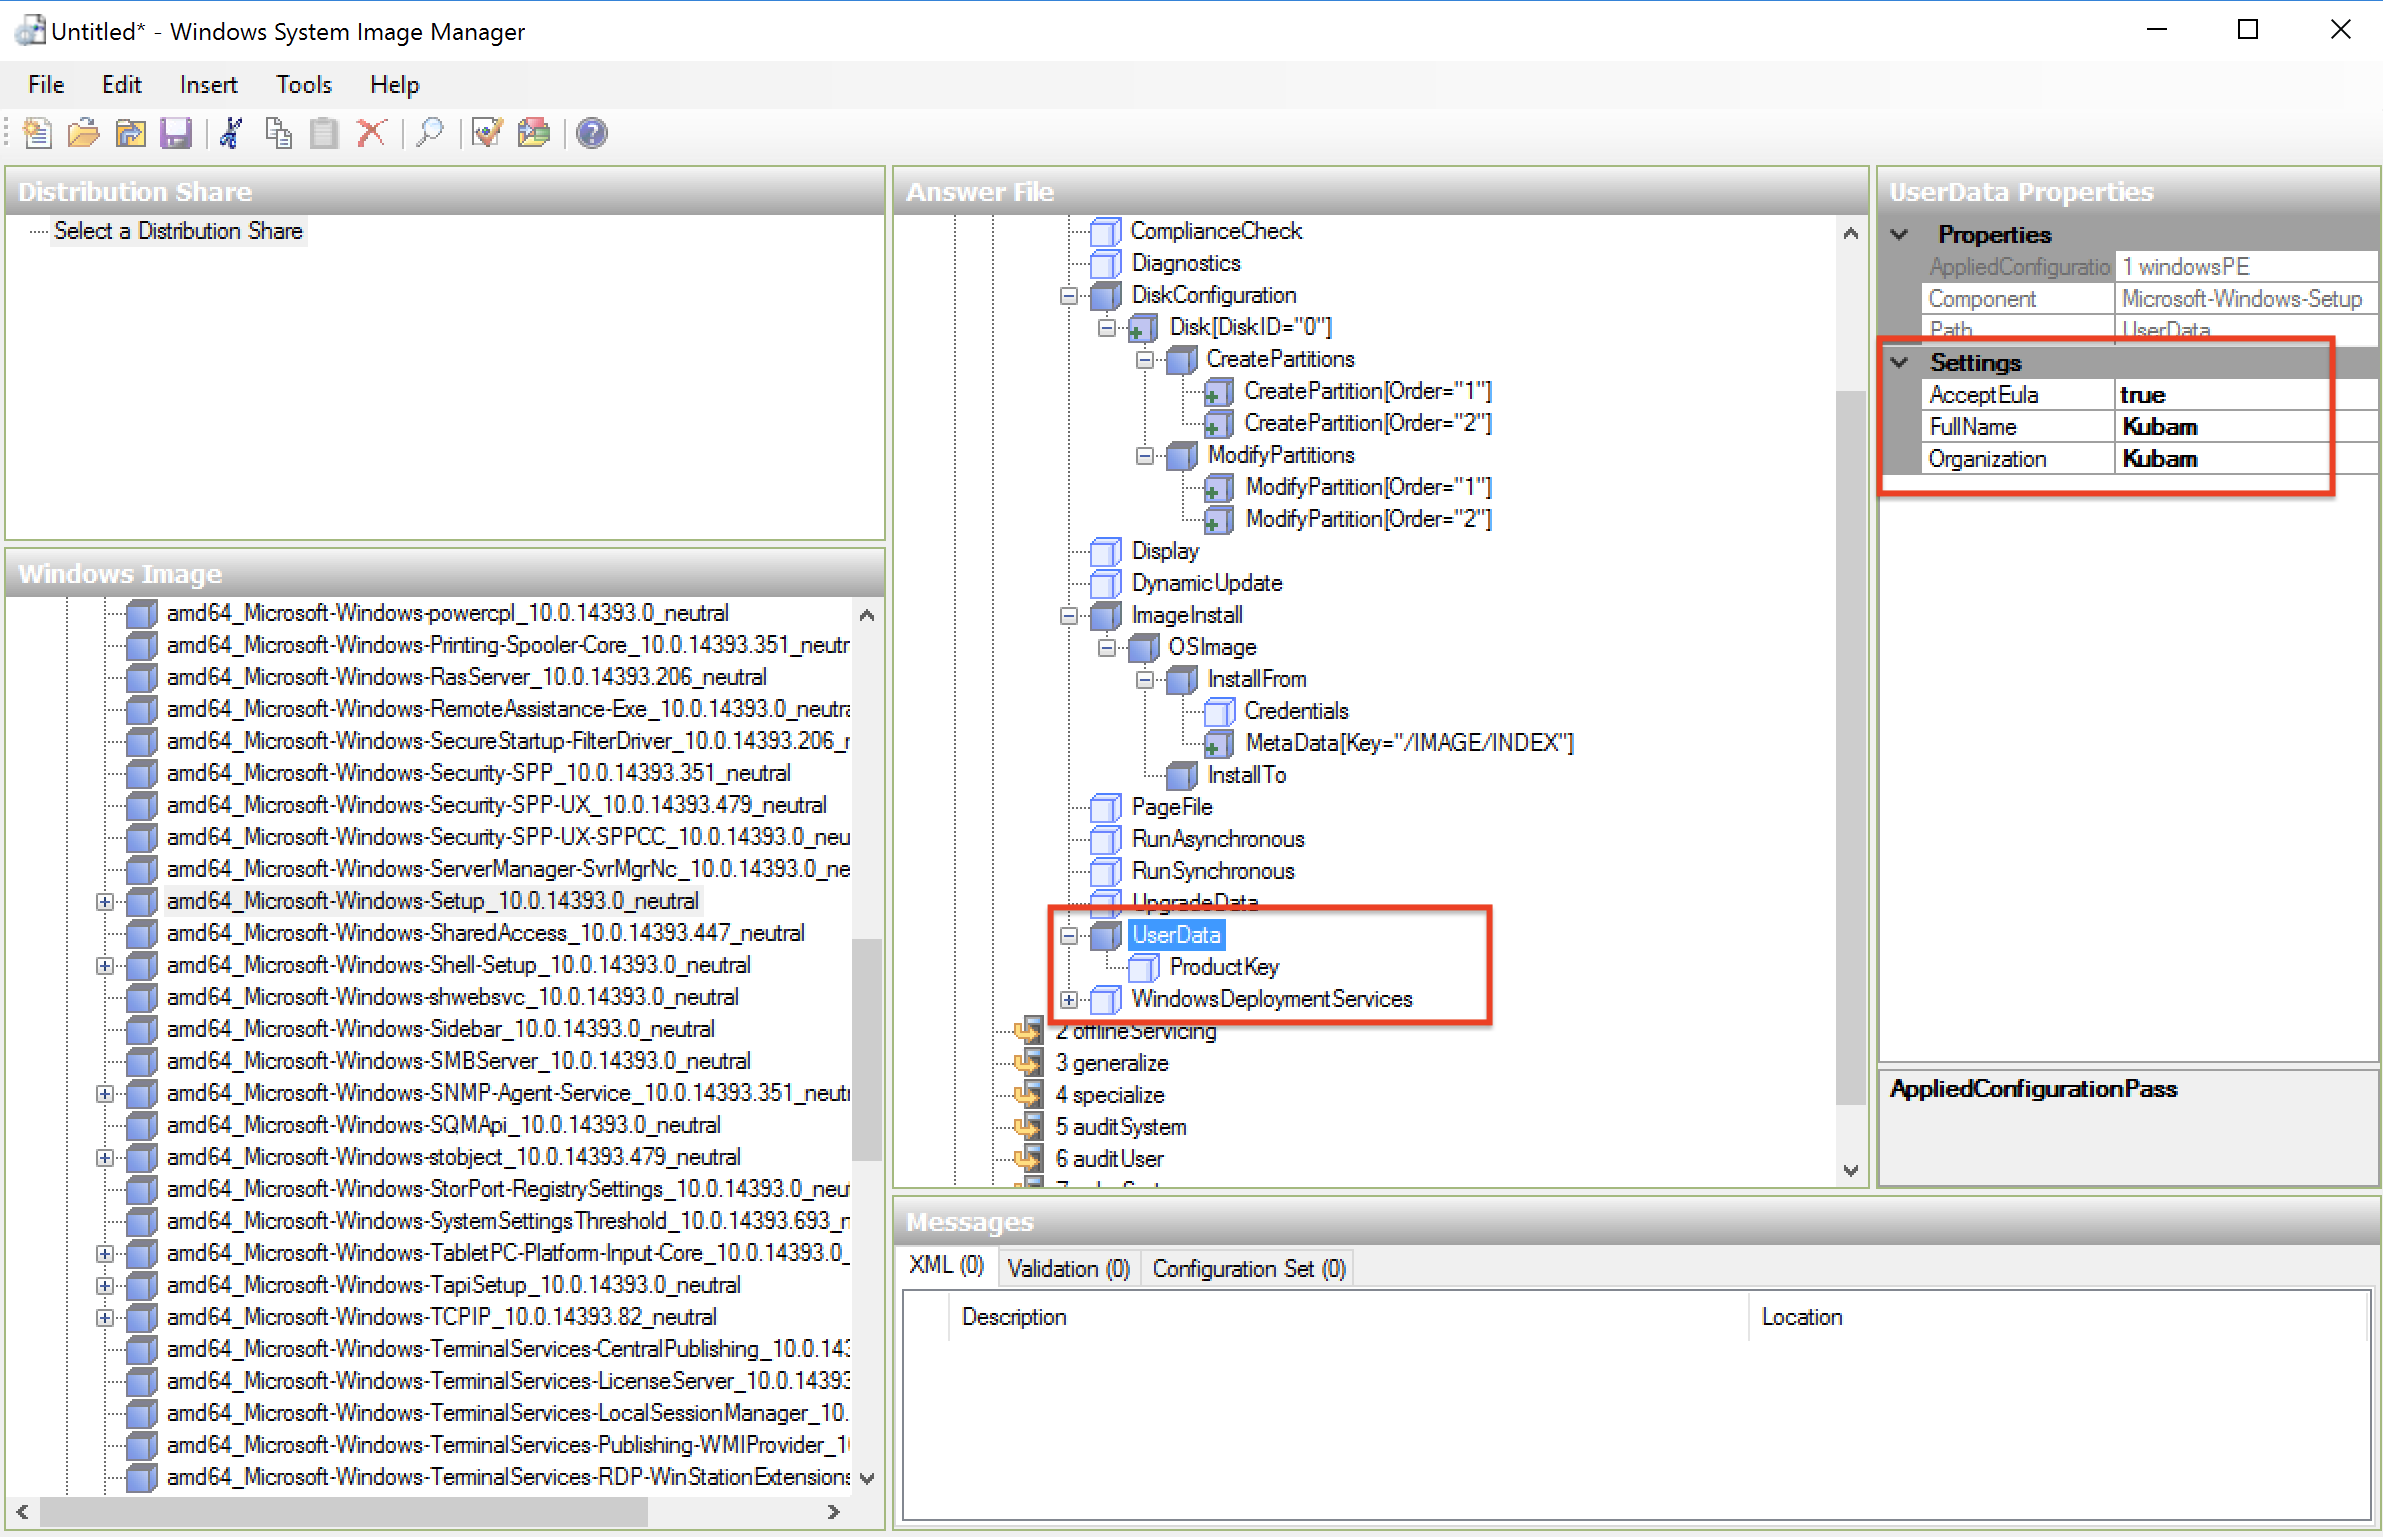 Untitled* - Windows System Image Manager
File Edit Insert Tools Help
Distribution Share
Select a Distribution Share
Windows Image
amd64_Microsoft-Windows-powercpl_10.0.14393.0_neutral
amd64_Microsoft-Windows-Printing-Spooler-Core_10.0.14393.351_neutr
amd64_Microsoft-Windows-RasServer_10.0.14393.206_neutral
amd64_Microsoft-Windows-RemoteAssistance-Exe_10.0.14393.0_neutra
amd64_Microsoft-Windows-SecureStartup-FilterDriver_10.0.14393.206_r
amd64_Microsoft-Windows-Security-SPP_10.0.14393.351_neutral
amd64_Microsoft-Windows-Security-SPP-UX_10.0.14393.479_neutral
amd64_Microsoft-Windows-Security-SPP-UX-SPPCC_10.0.14393.0_neu
amd64_Microsoft-Windows-ServerManager-SvrMgrNc_10.0.14393.0_ne
amd64_Microsoft-Windows-Setup_10.0.14393.0_neutral
amd64_Microsoft-Windows-SharedAccess_10.0.14393.447_neutral
amd64_Microsoft-Windows-Shell-Setup_10.0.14393.0_neutral
amd64_Microsoft-Windows-shwebsvc_10.0.14393.0_neutral
amd64_Microsoft-Windows-Sidebar_10.0.14393.0_neutral
amd64_Microsoft-Windows-SMBServer_10.0.14393.0_neutral
amd64_Microsoft-Windows-SNMP-Agent-Service_10.0.14393.351_neutr
amd64_Microsoft-Windows-SQMApi_10.0.14393.0_neutral
amd64_Microsoft-Windows-stobject_10.0.14393.479_neutral
amd64_Microsoft-Windows-StorPort-RegistrySettings_10.0.14393.0_neut
amd64_Microsoft-Windows-SystemSettingsThreshold_10.0.14393.693_n
amd64_Microsoft-Windows-TabletPC-Platform-Input-Core_10.0.14393.0_
amd64_Microsoft-Windows-TapiSetup_10.0.14393.0_neutral
amd64_Microsoft-Windows-TCPIP_10.0.14393.82_neutral
amd64_Microsoft-Windows-TerminalServices-CentralPublishing_10.0.143
amd64_Microsoft-Windows-TerminalServices-LicenseServer_10.0.14393
amd64_Microsoft-Windows-TerminalServices-LocalSessionManager_10.
amd64_Microsoft-Windows-TerminalServices-Publishing-WMIProvider_1
amd64_Microsoft-Windows-TerminalServices-RDP-WinStationExtensions
Answer File
ComplianceCheck
Diagnostics
DiskConfiguration
Disk[DiskID="0"]
CreatePartitions
CreatePartition[Order="1"]
CreatePartition[Order="2"]
ModifyPartitions
ModifyPartition[Order="1"]
ModifyPartition[Order="2"]
Display
DynamicUpdate
ImageInstall
OSImage
InstallFrom
Credentials
MetaData[Key="/IMAGE/INDEX"]
InstallTo
PageFile
RunAsynchronous
RunSynchronous
UpgradeData
UserData
ProductKey
WindowsDeploymentServices
2 offlineServicing
3 generalize
4 specialize
5 auditSystem
6 auditUser
UserData Properties
Properties
AppliedConfiguratio 1 windowsPE
Component Microsoft-Windows-Setup
Path UserData
Settings
AcceptEula true
FullName Kubam
Organization Kubam
AppliedConfigurationPass
Messages
XML (0) Validation (0) Configuration Set (0)
Description Location